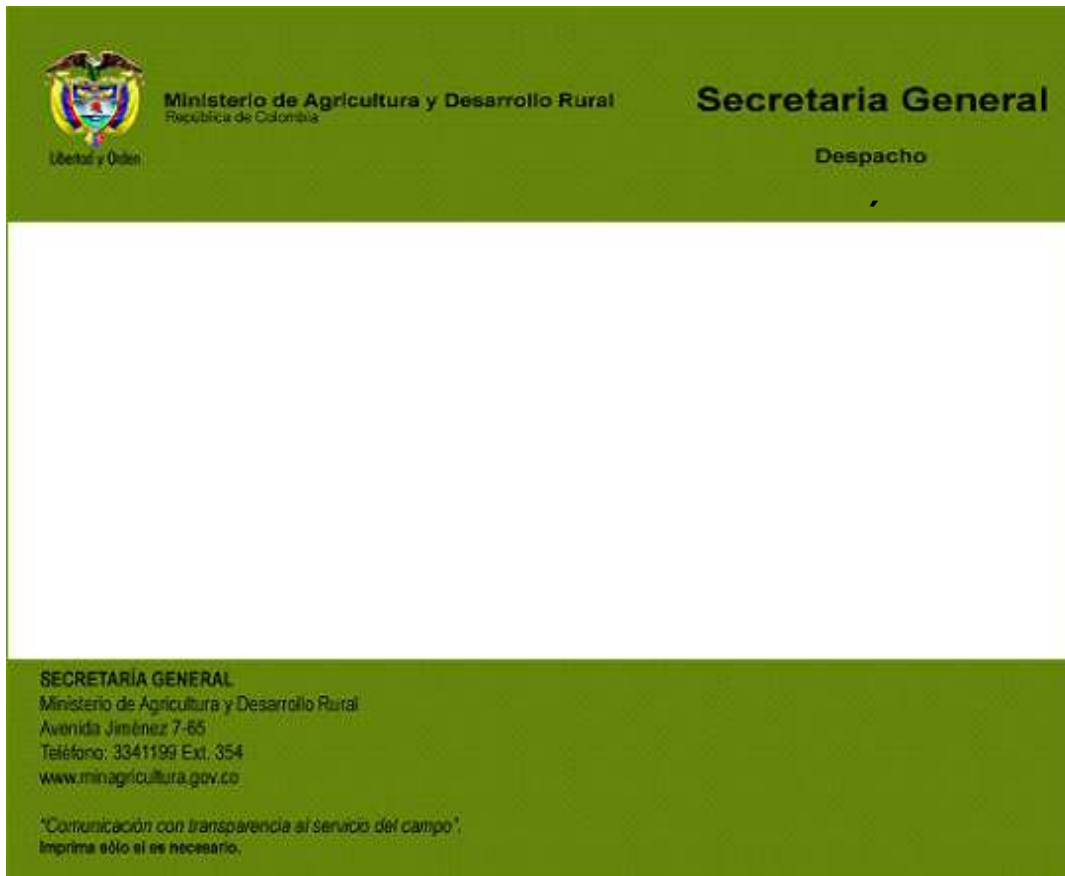 Libertad y Orden
Ministerio de Agricultura y Desarrollo Rural
República de Colombia
Secretaria General
Despacho
´
SECRETARÍA GENERAL
Ministerio de Agricultura y Desarrollo Rural
Avenida Jiménez 7-65
Teléfono: 3341199 Ext. 354
www.minagricultura.gov.co
"Comunicación con transparencia al servicio del campo".
Imprima sólo si es necesario.